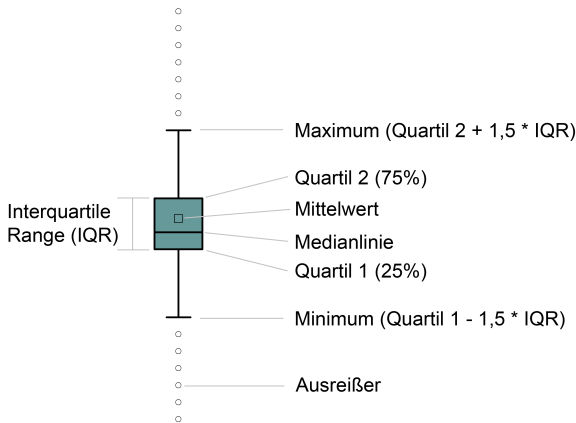 Maximum (Quartil 2 + 1,5 * IQR)
Quartil 2 (75%)
Interquartile
Range (IQR)
Mittelwert
Medianlinie
Quartil 1 (25%)
Minimum (Quartil 1 - 1,5 * IQR)
Ausreißer